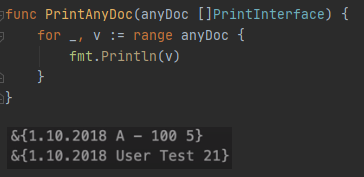 func PrintAnyDoc(anyDoc []PrintInterface) {
    for _, v := range anyDoc {
        fmt.Println(v)
    }
}
&{1.10.2018 A - 100 5}
&{1.10.2018 User Test 21}